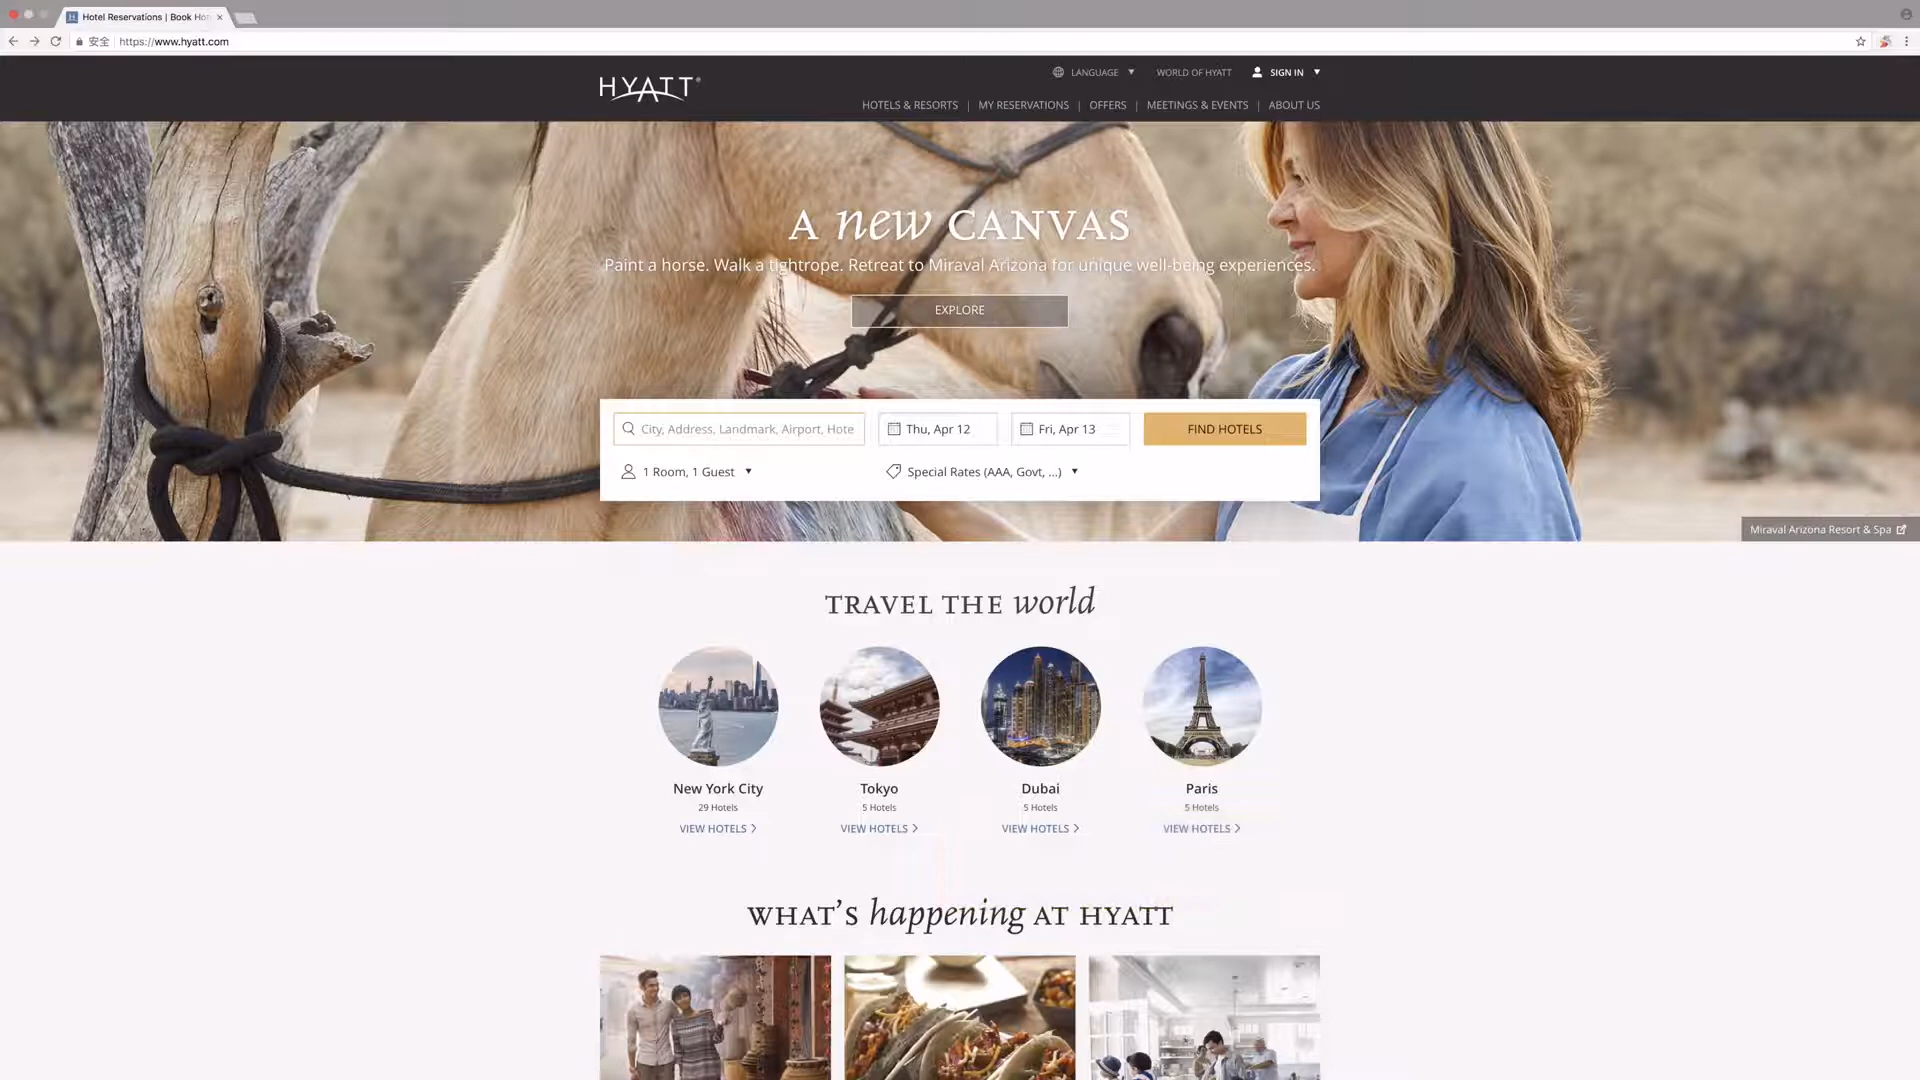 Hotel Reservations | Book Hot
安全 https://www.hyatt.com
HYATT
LANGUAGE WORLD OF HYATT SIGN IN
HOTELS & RESORTS | MY RESERVATIONS | OFFERS | MEETINGS & EVENTS | ABOUT US
A new CANVAS
Paint a horse. Walk a tightrope. Retreat to Miraval Arizona for unique well-being experiences.
EXPLORE
City, Address, Landmark, Airport, Hote Thu, Apr 12 Fri, Apr 13 FIND HOTELS
1 Room, 1 Guest Special Rates (AAA, Govt, ...)
Miraval Arizona Resort & Spa
TRAVEL THE world
New York City Tokyo Dubai Paris
29 Hotels 5 Hotels 5 Hotels 5 Hotels
VIEW HOTELS VIEW HOTELS VIEW HOTELS VIEW HOTELS
WHAT'S happening AT HYATT